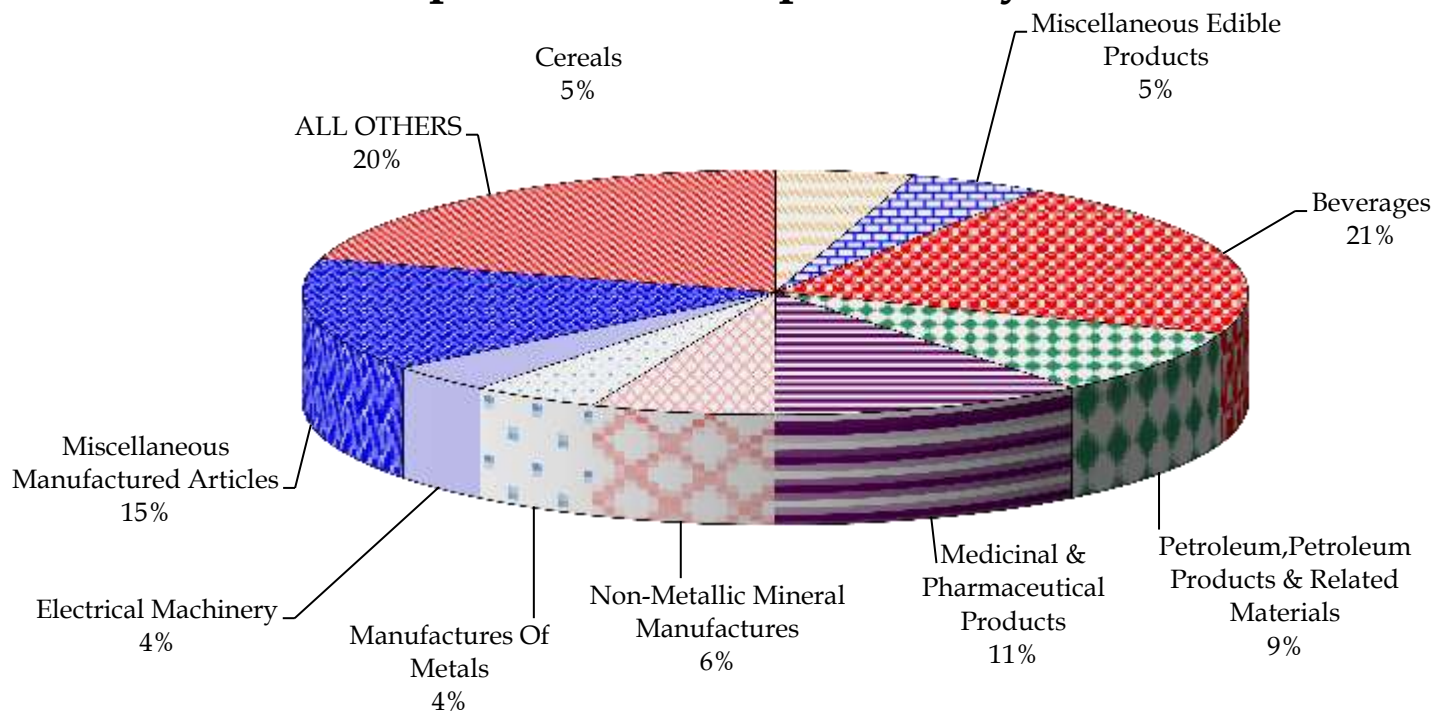 Miscellaneous Edible
Products
5%
Cereals
5%
ALL OTHERS
20%
Beverages
21%
Miscellaneous
Manufactured Articles
15%
Electrical Machinery
4%
Manufactures Of
Metals
4%
Non-Metallic Mineral
Manufactures
6%
Medicinal &
Pharmaceutical
Products
11%
Petroleum,Petroleum
Products & Related
Materials
9%